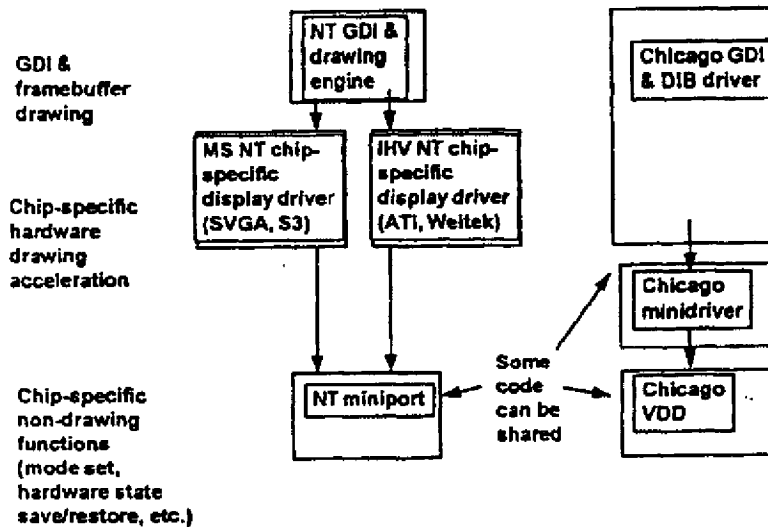 GDI &
framebuffer
drawing
NT GDI &
drawing
engine
Chicago GDI
& DIB driver
MS NT chip-
specific
display driver
(SVGA, S3)
IHV NT chip-
specific
display driver
(ATi, Weitek)
Chip-specific
hardware
drawing
acceleration
Chicago
minidriver
Chip-specific
non-drawing
functions
(mode set,
hardware state
save/restore, etc.)
NT miniport
Some
code
can be
shared
Chicago
VDD